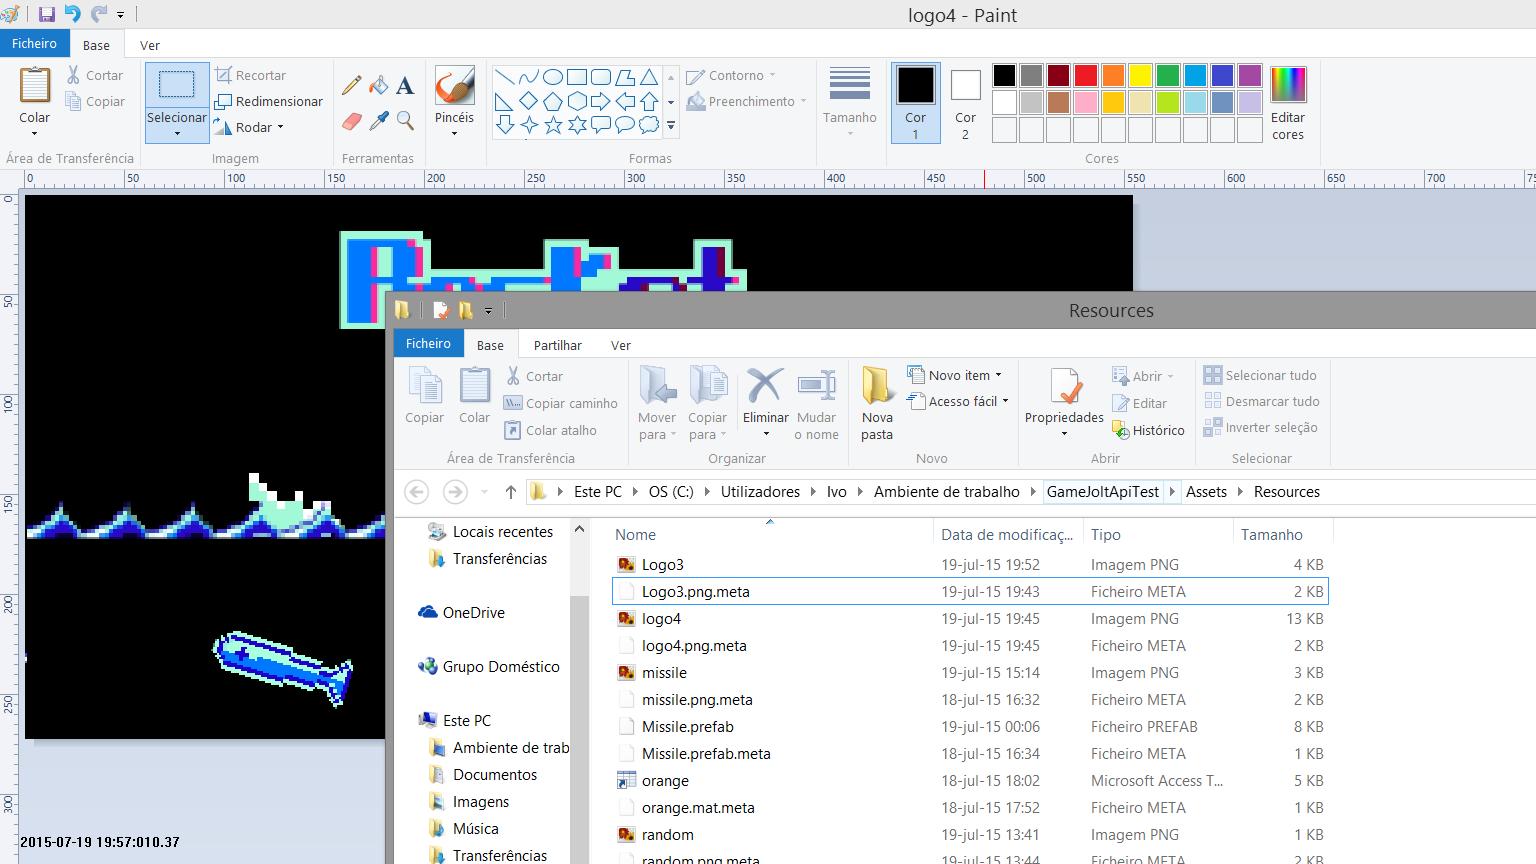 logo4 - Paint
Ficheiro Base Ver
Colar
Cortar
Copiar
Selecionar
Recortar
Redimensionar
Rodar
A
Pincéis
Contorno
Preenchimento
Tamanho
Cor
1
Cor
2
Editar
cores
Área de Transferência Imagem Ferramentas Formas Cores
0 50 100 150 200 250 300 350 400 450 500 550 600 650 700
0
50
100
150
200
250
300
Resources
Ficheiro Base Partilhar Ver
Copiar
Colar
Cortar
Copiar caminho
Colar atalho
Mover
para
Copiar
para
Eliminar
Mudar
o nome
Nova
pasta
Novo item
Acesso fácil
Propriedades
Abrir
Editar
Histórico
Selecionar tudo
Desmarcar tudo
Inverter seleção
Área de Transferência Organizar Novo Abrir Selecionar
Este PC OS (C:) Utilizadores Ivo Ambiente de trabalho GameJoltApiTest Assets Resources
Locais recentes
Transferências
OneDrive
Grupo Doméstico
Este PC
Ambiente de trab
Documentos
Imagens
Música
Transferências
Nome Data de modificaç... Tipo Tamanho
Logo3 19-jul-15 19:52 Imagem PNG 4 KB
Logo3.png.meta 19-jul-15 19:43 Ficheiro META 2 KB
logo4 19-jul-15 19:45 Imagem PNG 13 KB
logo4.png.meta 19-jul-15 19:45 Ficheiro META 2 KB
missile 19-jul-15 15:14 Imagem PNG 3 KB
missile.png.meta 18-jul-15 16:32 Ficheiro META 2 KB
Missile.prefab 19-jul-15 00:06 Ficheiro PREFAB 8 KB
Missile.prefab.meta 18-jul-15 16:34 Ficheiro META 1 KB
orange 18-jul-15 18:02 Microsoft Access T... 5 KB
orange.mat.meta 18-jul-15 17:52 Ficheiro META 1 KB
random 19-jul-15 13:41 Imagem PNG 1 KB
random.png.meta 19-jul-15 13:44 Ficheiro META 2 KB
2015-07-19 19:57:010.37